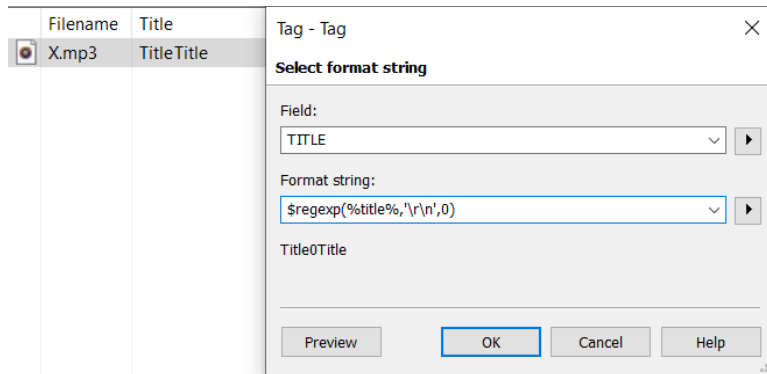 Filename Title
X.mp3 TitleTitle
Tag - Tag
Select format string
Field:
TITLE
Format string:
$regexp(%title%,'\r\n',0)
Title0Title
Preview OK Cancel Help